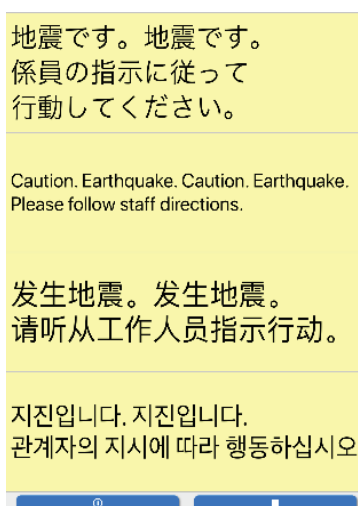 地震です。地震です。
係員の指示に従って
行動してください。
Caution. Earthquake. Caution. Earthquake.
Please follow staff directions.
发生地震。发生地震。
请听从工作人员指示行动。
지진입니다. 지진입니다.
관계자의 지시에 따라 행동하십시오